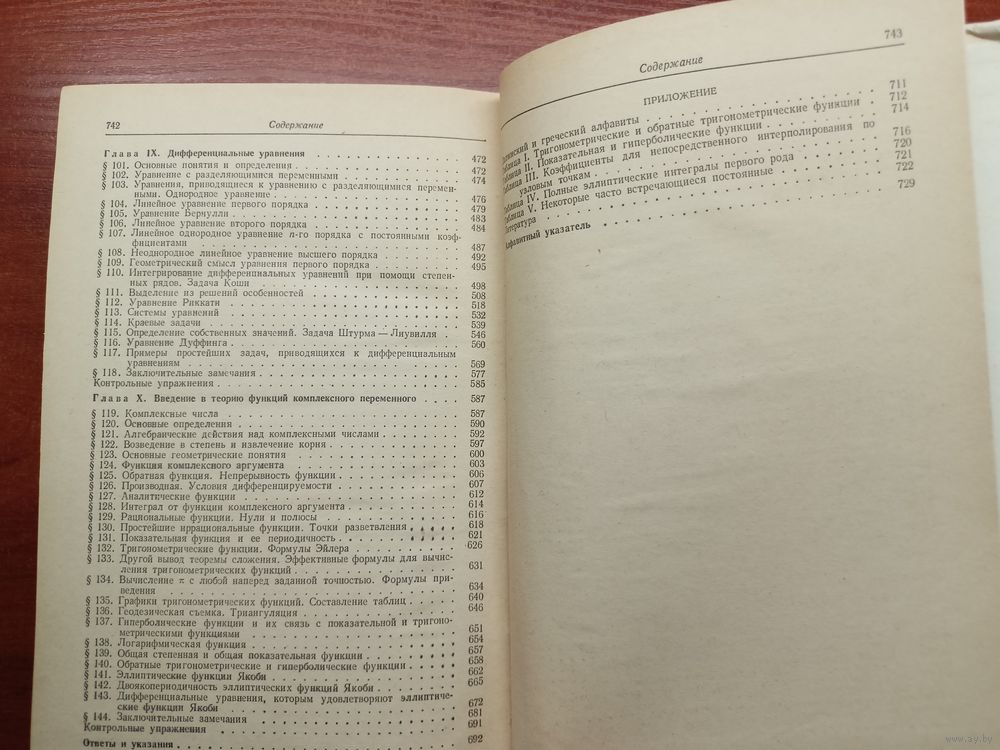 742 Содержание
Глава IX. Дифференциальные уравнения . . . 472
§ 101. Основные понятия и определения . . . 472
§ 102. Уравнение с разделяющимися переменными . . . 474
§ 103. Уравнения, приводящиеся к уравнению с разделяющимися перемен-
ными. Однородное уравнение . . . 476
§ 104. Линейное уравнение первого порядка . . . 479
§ 105. Уравнение Бернулли . . . 483
§ 106. Линейное уравнение второго порядка . . . 484
§ 107. Линейное однородное уравнение n-го порядка с постоянными коэф-
фициентами . . . 487
§ 108. Неоднородное линейное уравнение высшего порядка . . . 492
§ 109. Геометрический смысл уравнения первого порядка . . . 495
§ 110. Интегрирование дифференциальных уравнений при помощи степен-
ных рядов. Задача Коши . . . 498
§ 111. Выделение из решений особенностей . . . 508
§ 112. Уравнение Риккати . . . 518
§ 113. Системы уравнений . . . 532
§ 114. Краевые задачи . . . 539
§ 115. Определение собственных значений. Задача Штурма — Лиувилля . 546
§ 116. Уравнение Дуффинга . . . 560
§ 117. Примеры простейших задач, приводящихся к дифференциальным
уравнениям . . . 569
§ 118. Заключительные замечания . . . 577
Контрольные упражнения . . . 585
Глава X. Введение в теорию функций комплексного переменного . . . . 587
§ 119. Комплексные числа . . . 587
§ 120. Основные определения . . . 590
§ 121. Алгебраические действия над комплексными числами . . . 592
§ 122. Возведение в степень и извлечение корня . . . 597
§ 123. Основные геометрические понятия . . . 600
§ 124. Функция комплексного аргумента . . . 603
§ 125. Обратная функция. Непрерывность функции . . . 606
§ 126. Производная. Условия дифференцируемости . . . 607
§ 127. Аналитические функции . . . 612
§ 128. Интеграл от функции комплексного аргумента . . . 614
§ 129. Рациональные функции. Нули и полюсы . . . 616
§ 130. Простейшие иррациональные функции. Точки разветвления . . . 618
§ 131. Показательная функция и ее периодичность . . . 621
§ 132. Тригонометрические функции. Формулы Эйлера . . . 626
§ 133. Другой вывод теоремы сложения. Эффективные формулы для вычис-
ления тригонометрических функций . . . 631
§ 134. Вычисление π с любой наперед заданной точностью. Формулы при-
ведения . . . 634
§ 135. Графики тригонометрических функций. Составление таблиц . . . 640
§ 136. Геодезическая съемка. Триангуляция . . . 646
§ 137. Гиперболические функции и их связь с показательной и тригоно-
метрическими функциями . . . 651
§ 138. Логарифмическая функция . . . 654
§ 139. Общая степенная и общая показательная функции . . . 657
§ 140. Обратные тригонометрические и гиперболические функции . . . 658
§ 141. Эллиптические функции Якоби . . . 662
§ 142. Двоякопериодичность эллиптических функций Якоби . . . 665
§ 143. Дифференциальные уравнения, которым удовлетворяют эллиптиче-
ские функции Якоби . . . 672
§ 144. Заключительные замечания . . . 681
Контрольные упражнения . . . 691
Ответы и указания . . . 692
Содержание 743
ПРИЛОЖЕНИЕ
и греческий алфавиты . . . 711
Таблица I. Тригонометрические и обратные тригонометрические функции . 712
Таблица II. Показательная и гиперболические функции . . . 714
Таблица III. Коэффициенты для непосредственного интерполирования по
узловым точкам . . . 716
Таблица IV. Полные эллиптические интегралы первого рода . . . 720
Таблица V. Некоторые часто встречающиеся постоянные . . . 721
Литература . . . 722
Алфавитный указатель . . . 729
www.ay.by